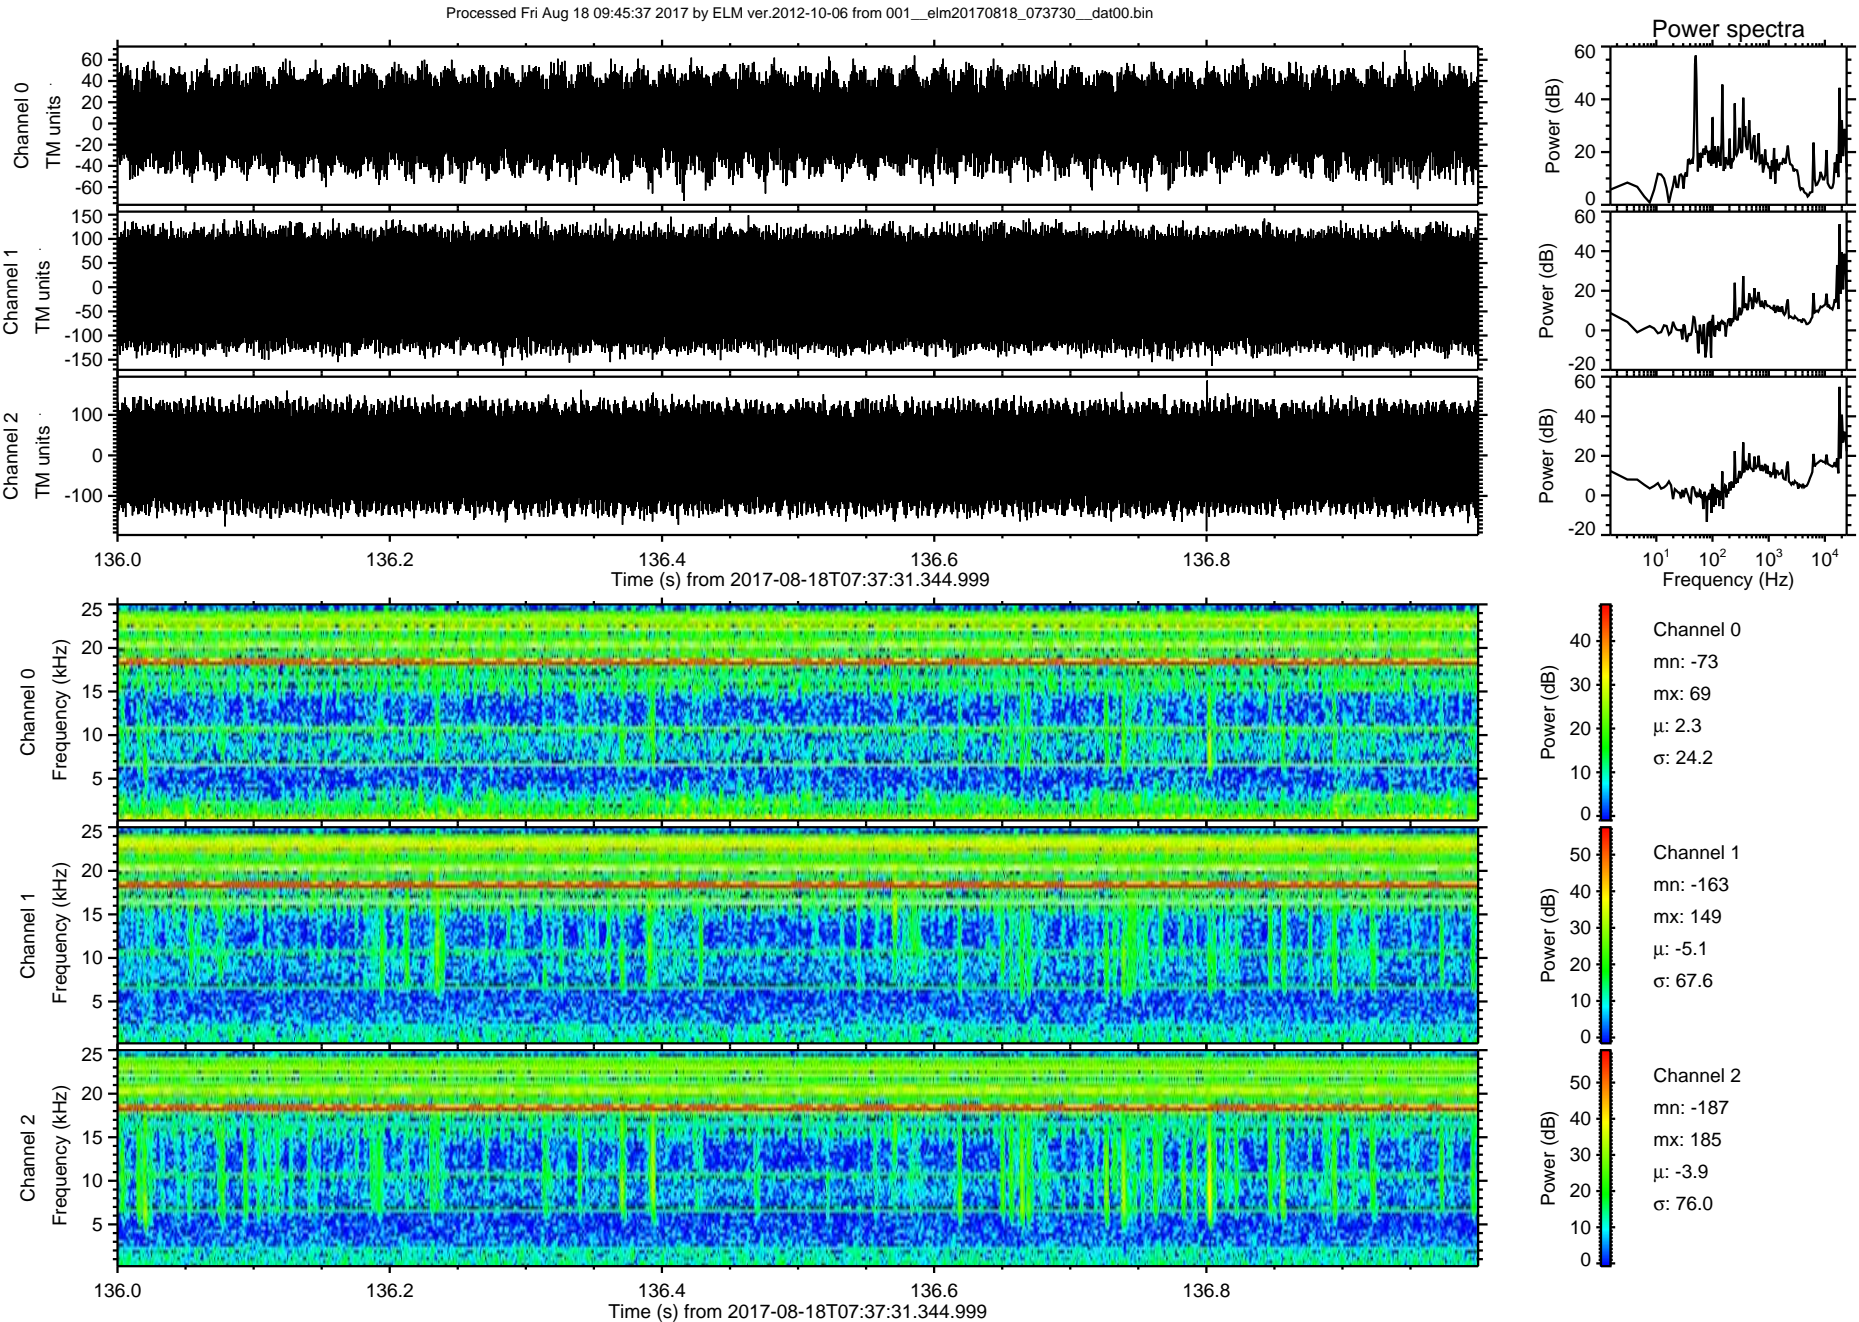 Processed Fri Aug 18 09:45:37 2017 by ELM ver.2012-10-06 from 001__elm20170818_073730__dat00.bin
Power spectra
Channel 0
TM units
60
40
20
0
-20
-40
-60
Power (dB)
60
40
20
0
Channel 1
TM units
150
100
50
0
-50
-100
-150
Power (dB)
60
40
20
0
-20
Channel 2
TM units
100
0
-100
Power (dB)
60
40
20
0
-20
136.0 136.2 136.4 136.6 136.8
Time (s) from 2017-08-18T07:37:31.344.999
10¹ 10² 10³ 10⁴
Frequency (Hz)
Channel 0
Frequency (kHz)
25
20
15
10
5
Power (dB)
40
30
20
10
0
Channel 0
mn: -73
mx: 69
µ: 2.3
σ: 24.2
Channel 1
Frequency (kHz)
25
20
15
10
5
Power (dB)
50
40
30
20
10
0
Channel 1
mn: -163
mx: 149
µ: -5.1
σ: 67.6
Channel 2
Frequency (kHz)
25
20
15
10
5
Power (dB)
50
40
30
20
10
0
Channel 2
mn: -187
mx: 185
µ: -3.9
σ: 76.0
136.0 136.2 136.4 136.6 136.8
Time (s) from 2017-08-18T07:37:31.344.999